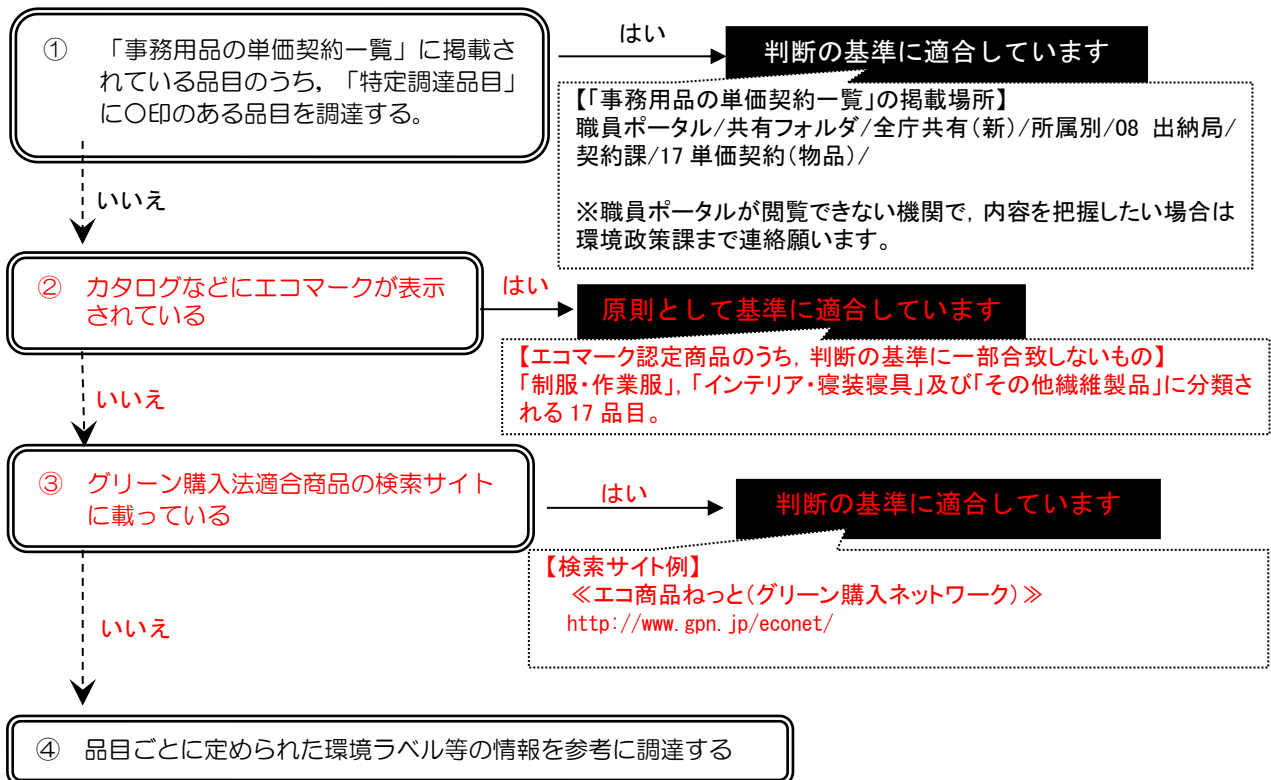 ① 「事務用品の単価契約一覧」に掲載さ
れている品目のうち，「特定調達品目」
に〇印のある品目を調達する。
はい
判断の基準に適合しています
【「事務用品の単価契約一覧」の掲載場所】
職員ポータル/共有フォルダ/全庁共有（新）/所属別/08 出納局/
契約課/17 単価契約（物品）/
※職員ポータルが閲覧できない機関で，内容を把握したい場合は
環境政策課まで連絡願います。
いいえ
② カタログなどにエコマークが表示
されている
はい
原則として基準に適合しています
【エコマーク認定商品のうち，判断の基準に一部合致しないもの】
「制服・作業服」，「インテリア・寝装寝具」及び「その他繊維製品」に分類さ
れる 17 品目。
いいえ
③ グリーン購入法適合商品の検索サイト
に載っている
はい
判断の基準に適合しています
【検索サイト例】
≪エコ商品ねっと（グリーン購入ネットワーク）≫
http://www.gpn.jp/econet/
いいえ
④ 品目ごとに定められた環境ラベル等の情報を参考に調達する